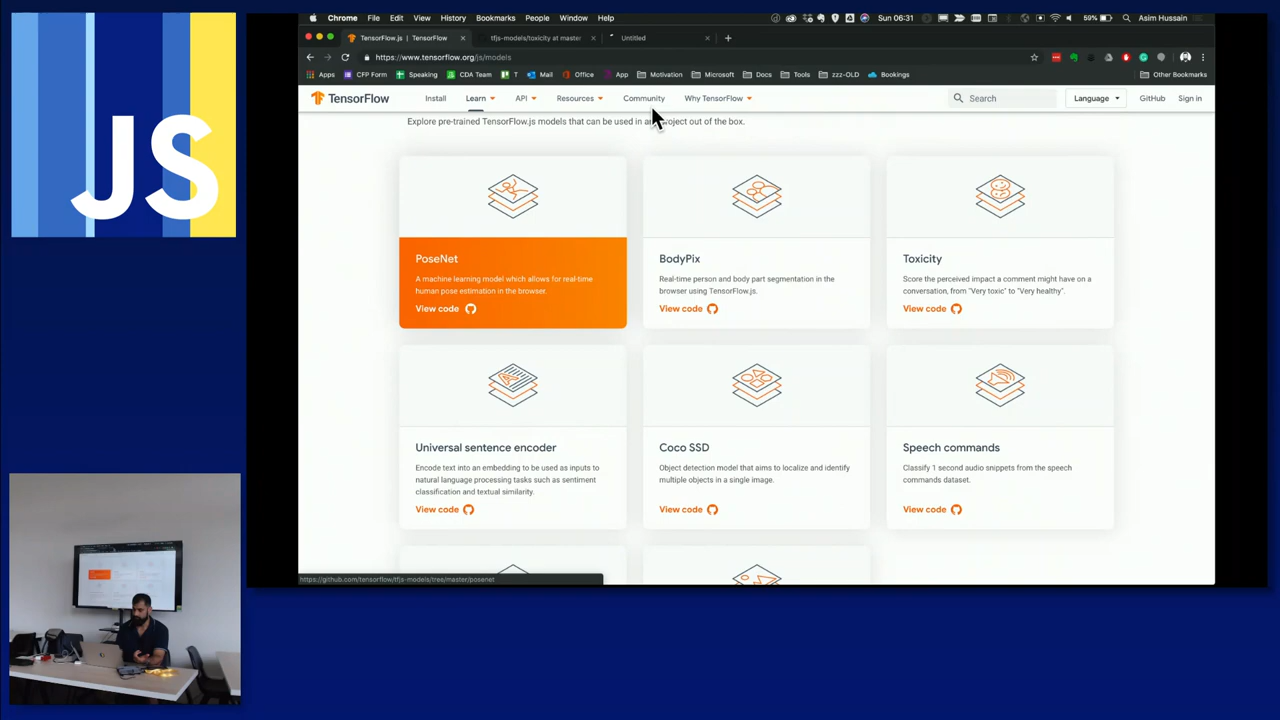 JS
Chrome File Edit View History Bookmarks People Window Help Sun 06:31 59% Asim Hussain
TensorFlow.js | TensorFlow tfjs-models/toxicity at master Untitled
https://www.tensorflow.org/js/models
Apps CFP Form Speaking CDA Team T Mail Office App Motivation Microsoft Docs Tools zzz-OLD Bookings Other Bookmarks
TensorFlow Install Learn API Resources Community Why TensorFlow Search Language GitHub Sign in
Explore pre-trained TensorFlow.js models that can be used in any project out of the box.
PoseNet
A machine learning model which allows for real-time
human pose estimation in the browser.
View code
BodyPix
Real-time person and body part segmentation in the
browser using TensorFlow.js.
View code
Toxicity
Score the perceived impact a comment might have on a
conversation, from "Very toxic" to "Very healthy".
View code
Universal sentence encoder
Encode text into an embedding to be used as inputs to
natural language processing tasks such as sentiment
classification and textual similarity.
View code
Coco SSD
Object detection model that aims to localize and identify
multiple objects in a single image.
View code
Speech commands
Classify 1 second audio snippets from the speech
commands dataset.
View code
https://github.com/tensorflow/tfjs-models/tree/master/posenet